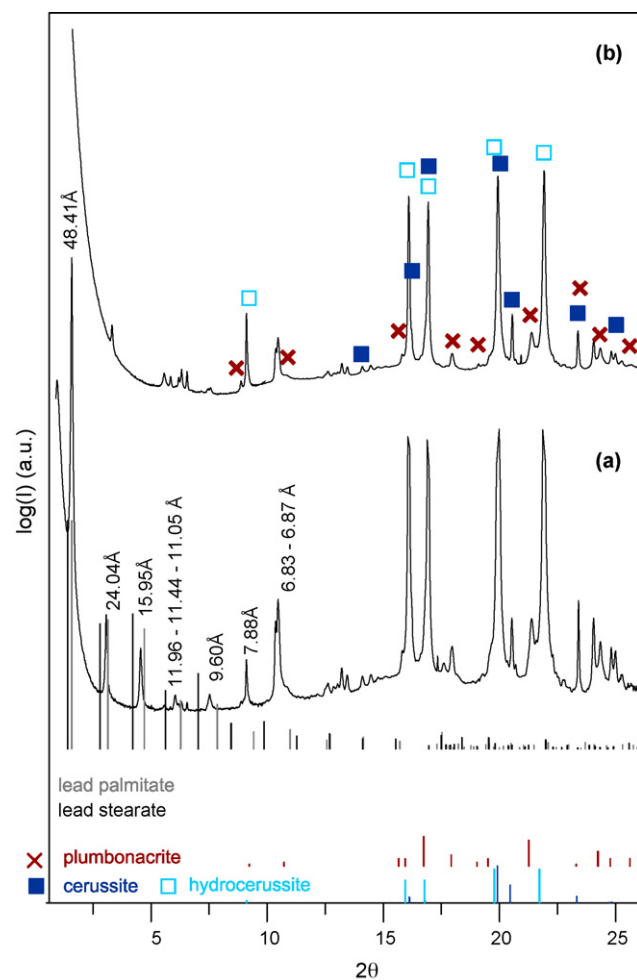 (b)
48.41Å
(a)
log(I) (a.u.)
24.04Å
15.95Å
11.96 - 11.44 - 11.05 Å
9.60Å
7.88Å
6.83 - 6.87 Å
lead palmitate
lead stearate
plumbonacrite
cerussite
hydrocerussite
5
10
15
20
25
2θ